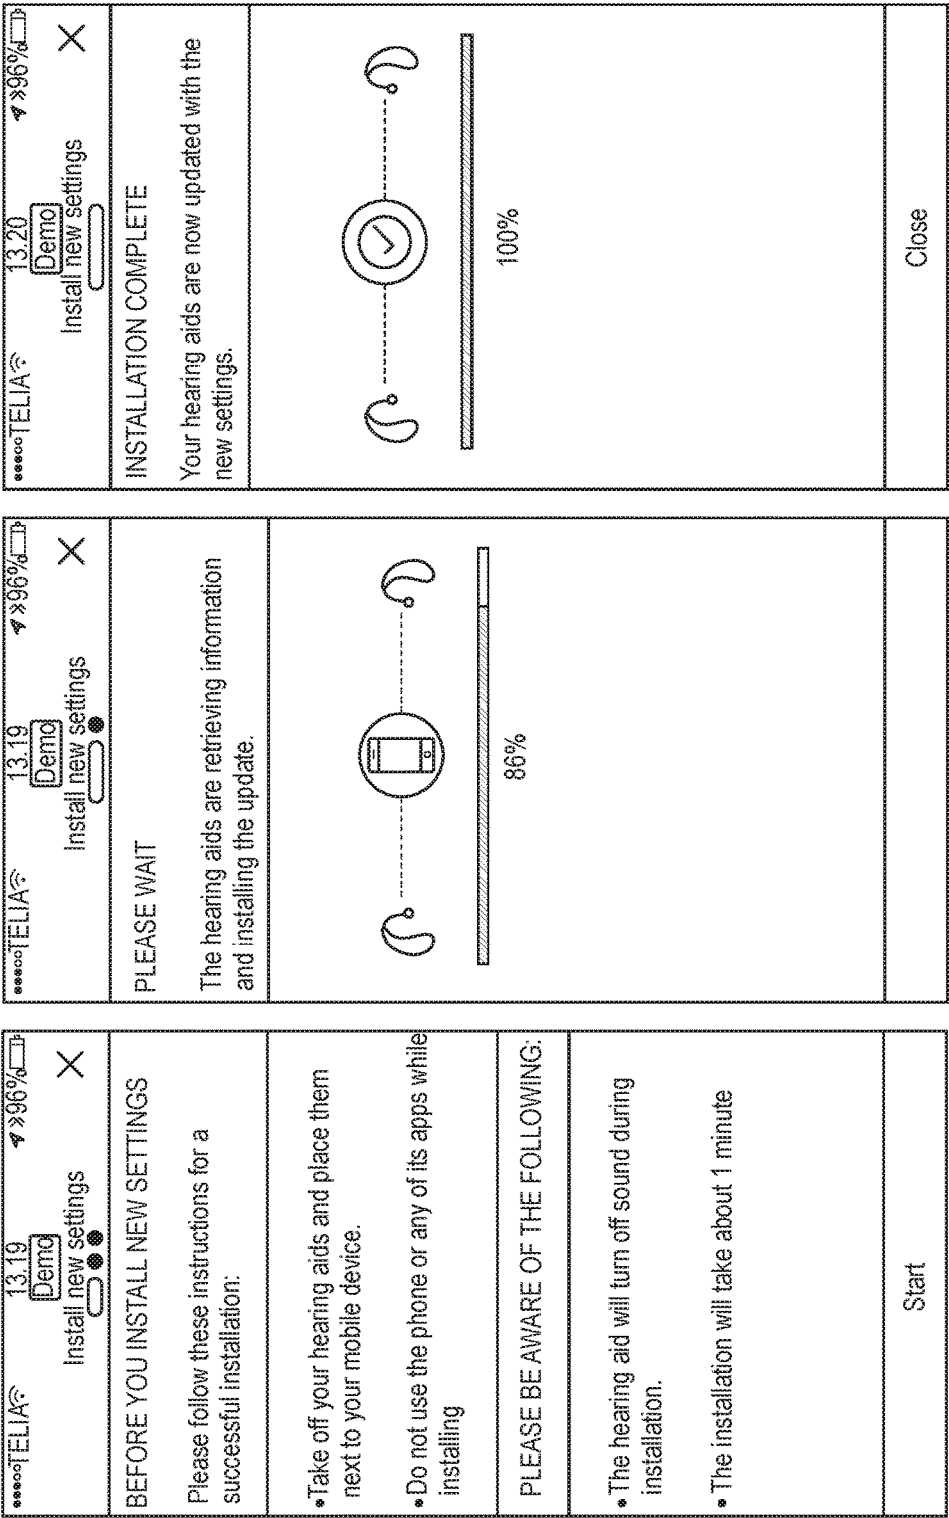 TELIA 13.19 96%
Demo
Install new settings
BEFORE YOU INSTALL NEW SETTINGS
Please follow these instructions for a
successful installation:
•Take off your hearing aids and place them
next to your mobile device.
•Do not use the phone or any of its apps while
installing
PLEASE BE AWARE OF THE FOLLOWING:
• The hearing aid will turn off sound during
installation.
• The installation will take about 1 minute
Start
TELIA 13.19 96%
Demo
Install new settings
PLEASE WAIT
The hearing aids are retrieving information
and installing the update.
86%
TELIA 13.20 96%
Demo
Install new settings
INSTALLATION COMPLETE
Your hearing aids are now updated with the
new settings.
100%
Close